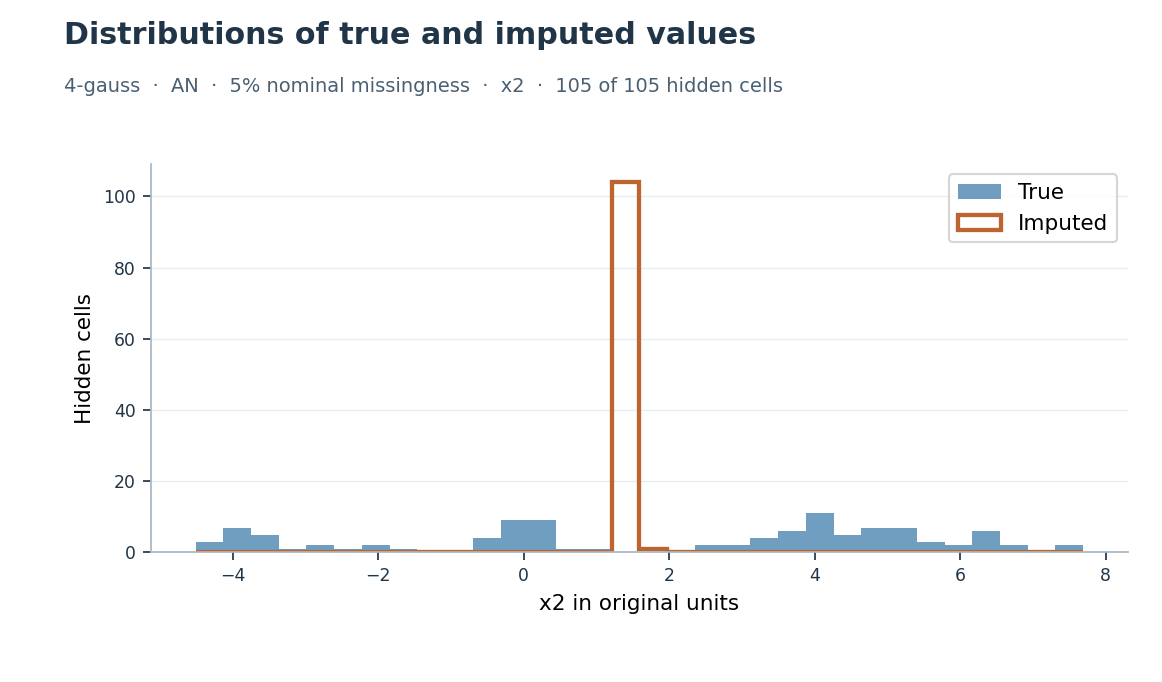 Distributions of true and imputed values
4-gauss · AN · 5% nominal missingness · x2 · 105 of 105 hidden cells
True
Imputed
100
80
60
40
20
0
Hidden cells
−4
−2
0
2
4
6
8
x2 in original units